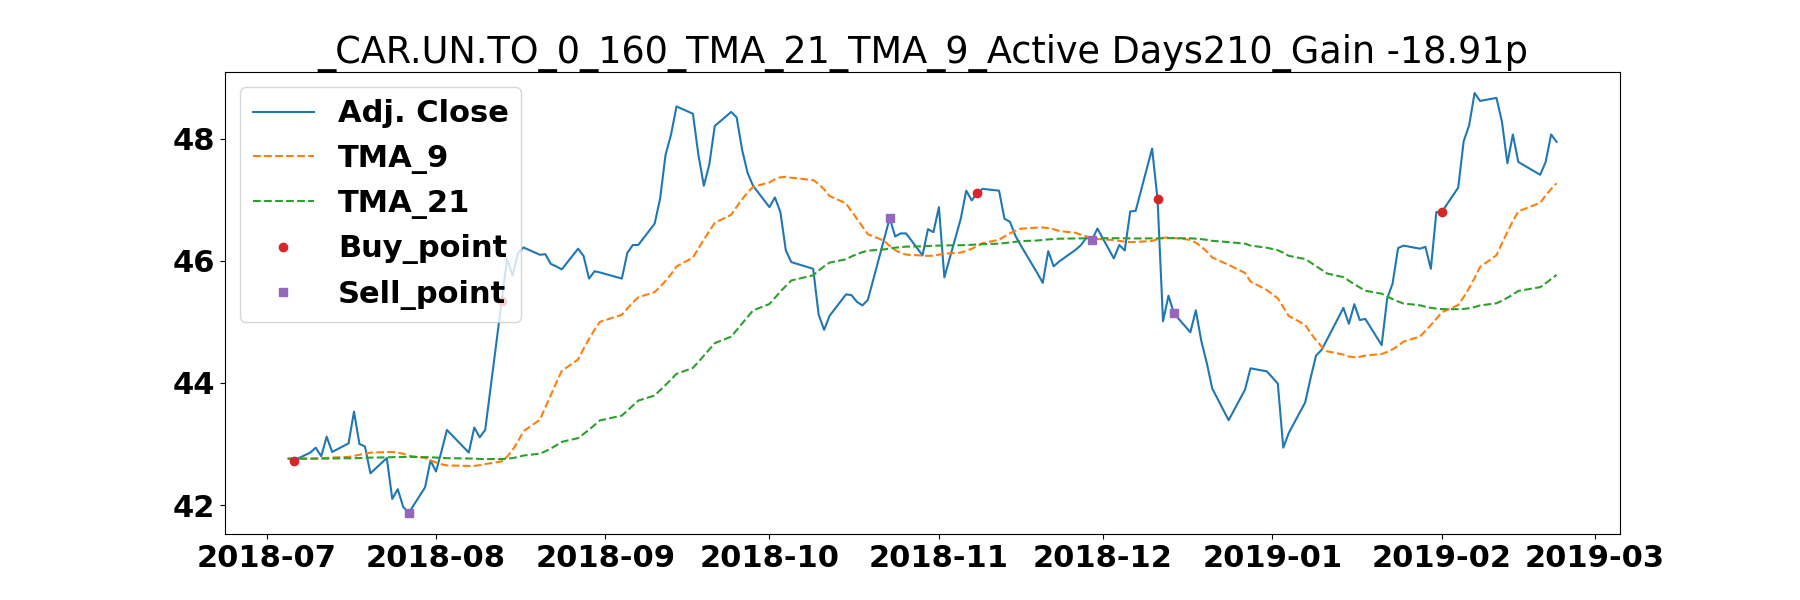 _CAR.UN.TO_0_160_TMA_21_TMA_9_Active Days210_Gain -18.91p
Adj. Close
TMA_9
TMA_21
Buy_point
Sell_point
48
46
44
42
2018-07 2018-08 2018-09 2018-10 2018-11 2018-12 2019-01 2019-02 2019-03